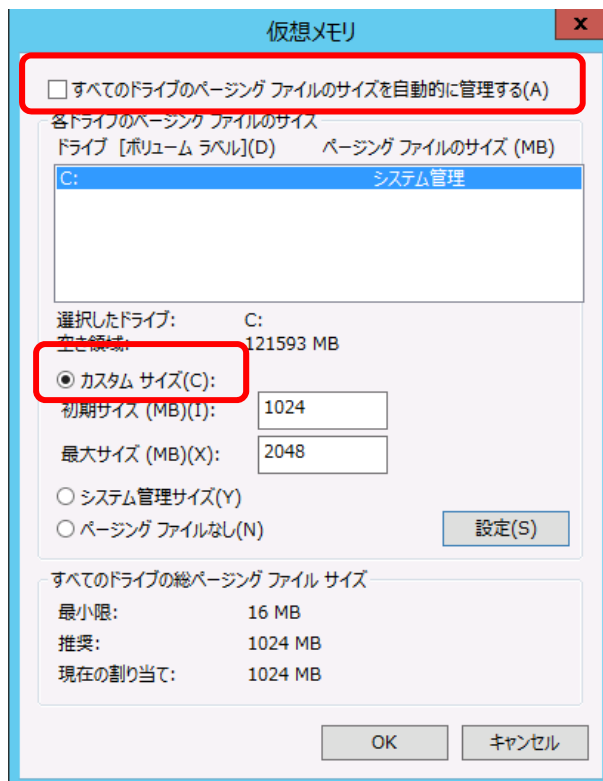 仮想メモリ
x
すべてのドライブのページング ファイルのサイズを自動的に管理する(A)
各ドライブのページング ファイルのサイズ
ドライブ [ボリューム ラベル](D) ページング ファイルのサイズ (MB)
C: システム管理
選択したドライブ: C:
空き領域: 121593 MB
カスタム サイズ(C):
初期サイズ (MB)(I): 1024
最大サイズ (MB)(X): 2048
システム管理サイズ(Y)
ページング ファイルなし(N) 設定(S)
すべてのドライブの総ページング ファイル サイズ
最小限: 16 MB
推奨: 1024 MB
現在の割り当て: 1024 MB
OK キャンセル